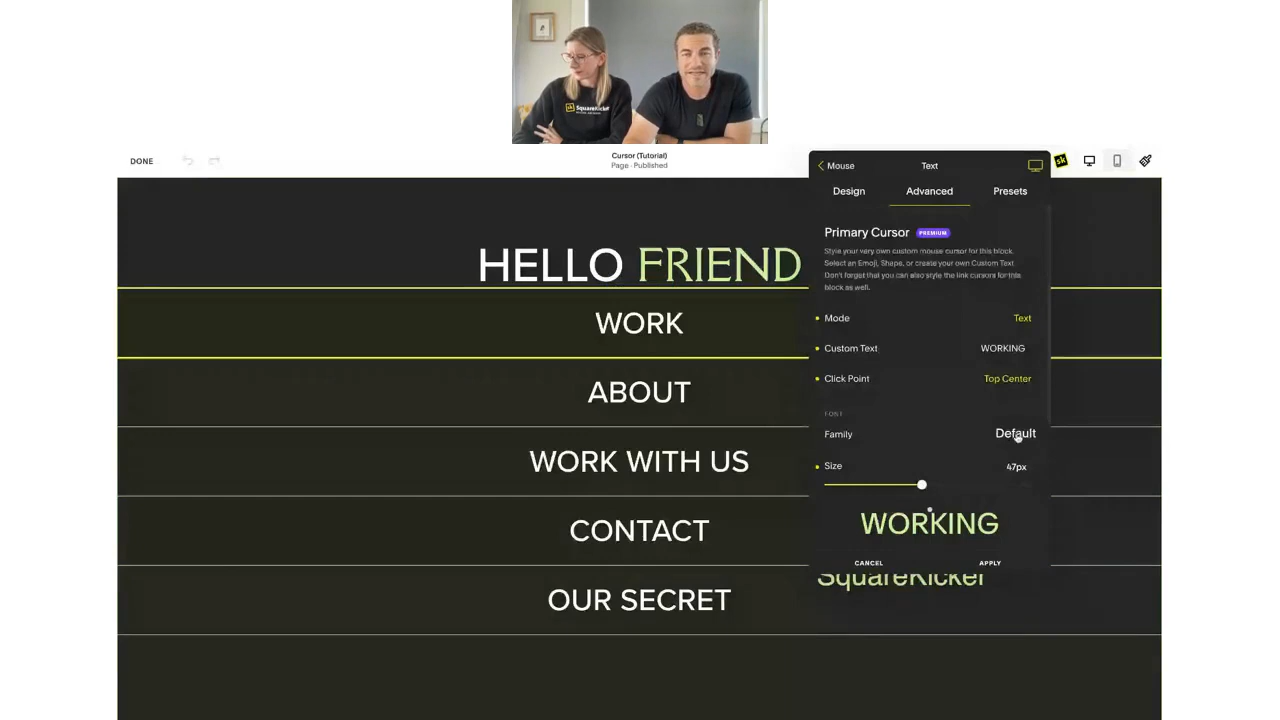 sk SquareKicker
DONE
Cursor (Tutorial)
Page · Published
sk
HELLO FRIEND
WORK
ABOUT
WORK WITH US
CONTACT
OUR SECRET
Mouse
Text
Design
Advanced
Presets
Primary Cursor PREMIUM
Style your very own custom mouse cursor for this block.
Select an Emoji, Shape, or create your own Custom Text
Don't forget that you can also style the link cursors for this
block as well.
Mode Text
Custom Text WORKING
Click Point Top Center
FONT
Family Default
Size 47px
WORKING
CANCEL APPLY
SquareKicker